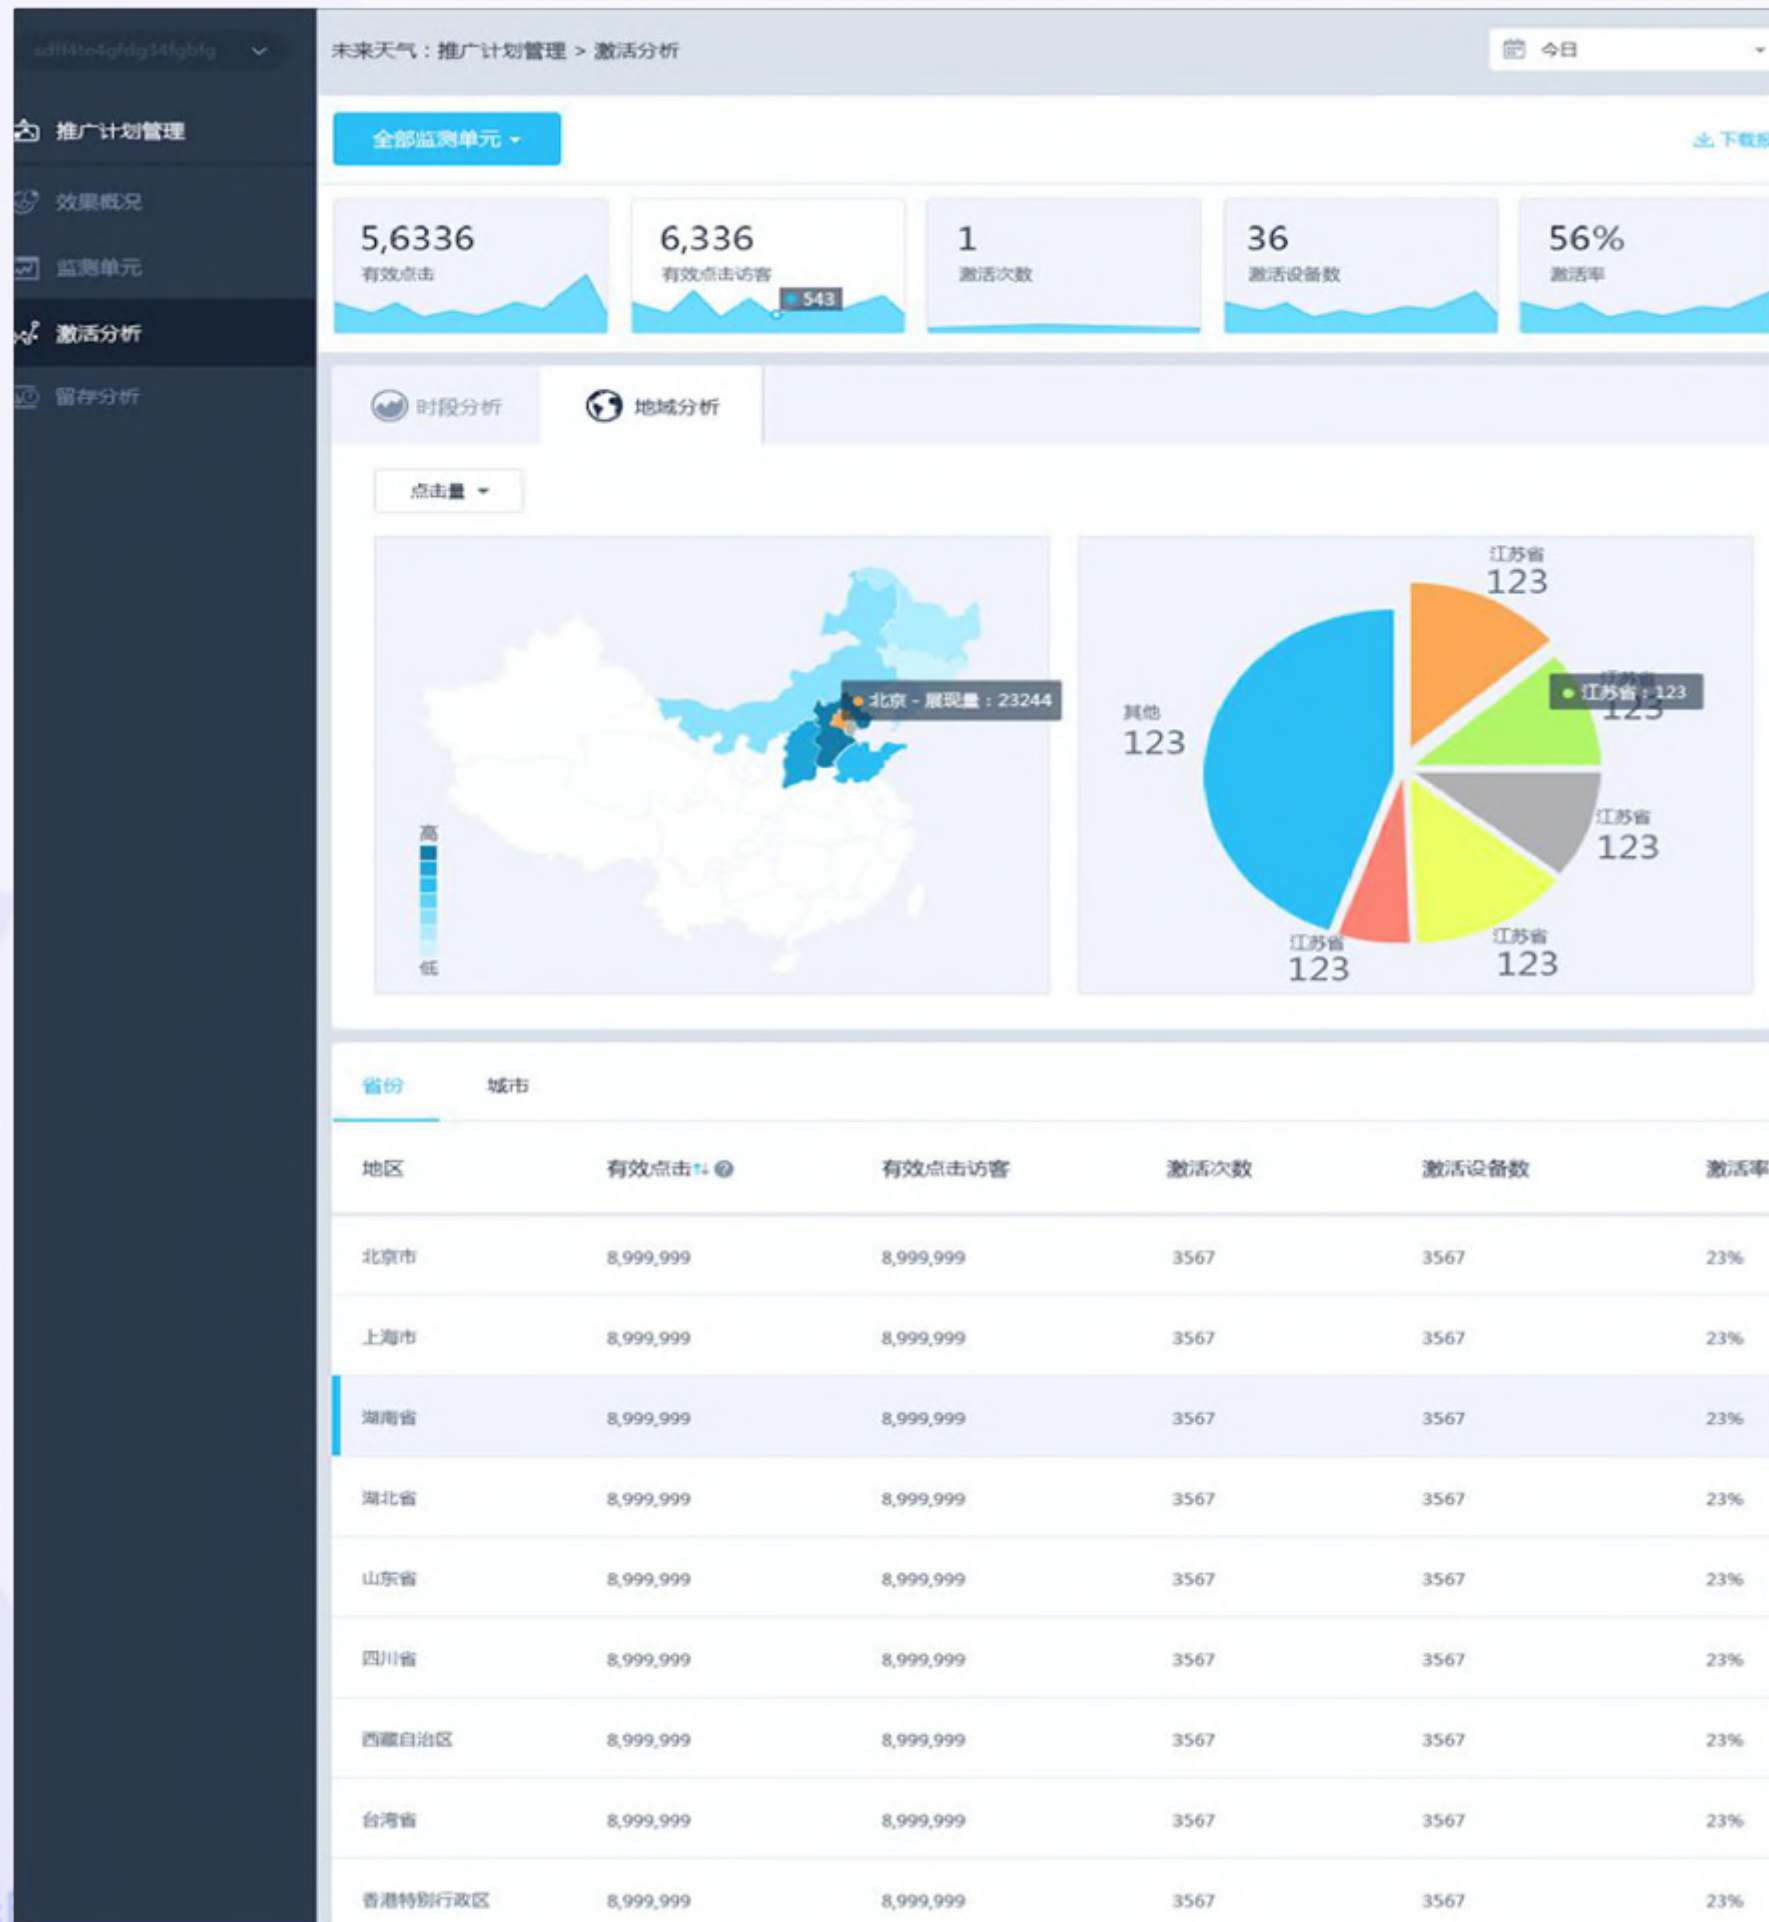 sdff4te4gfdg34fgbfg
未来天气：推广计划管理 > 激活分析
今日
推广计划管理
效果概况
监测单元
激活分析
留存分析
全部监测单元
下载报
5,6336
有效点击
6,336
有效点击访客
543
1
激活次数
36
激活设备数
56%
激活率
时段分析
地域分析
点击量
北京 - 展现量：23244
高
低
江苏省
123
江苏省：123
123
江苏省
123
江苏省
123
江苏省
123
其他
123
省份 城市
地区 有效点击 有效点击访客 激活次数 激活设备数 激活率
北京市 8,999,999 8,999,999 3567 3567 23%
上海市 8,999,999 8,999,999 3567 3567 23%
湖南省 8,999,999 8,999,999 3567 3567 23%
湖北省 8,999,999 8,999,999 3567 3567 23%
山东省 8,999,999 8,999,999 3567 3567 23%
四川省 8,999,999 8,999,999 3567 3567 23%
西藏自治区 8,999,999 8,999,999 3567 3567 23%
台湾省 8,999,999 8,999,999 3567 3567 23%
香港特别行政区 8,999,999 8,999,999 3567 3567 23%